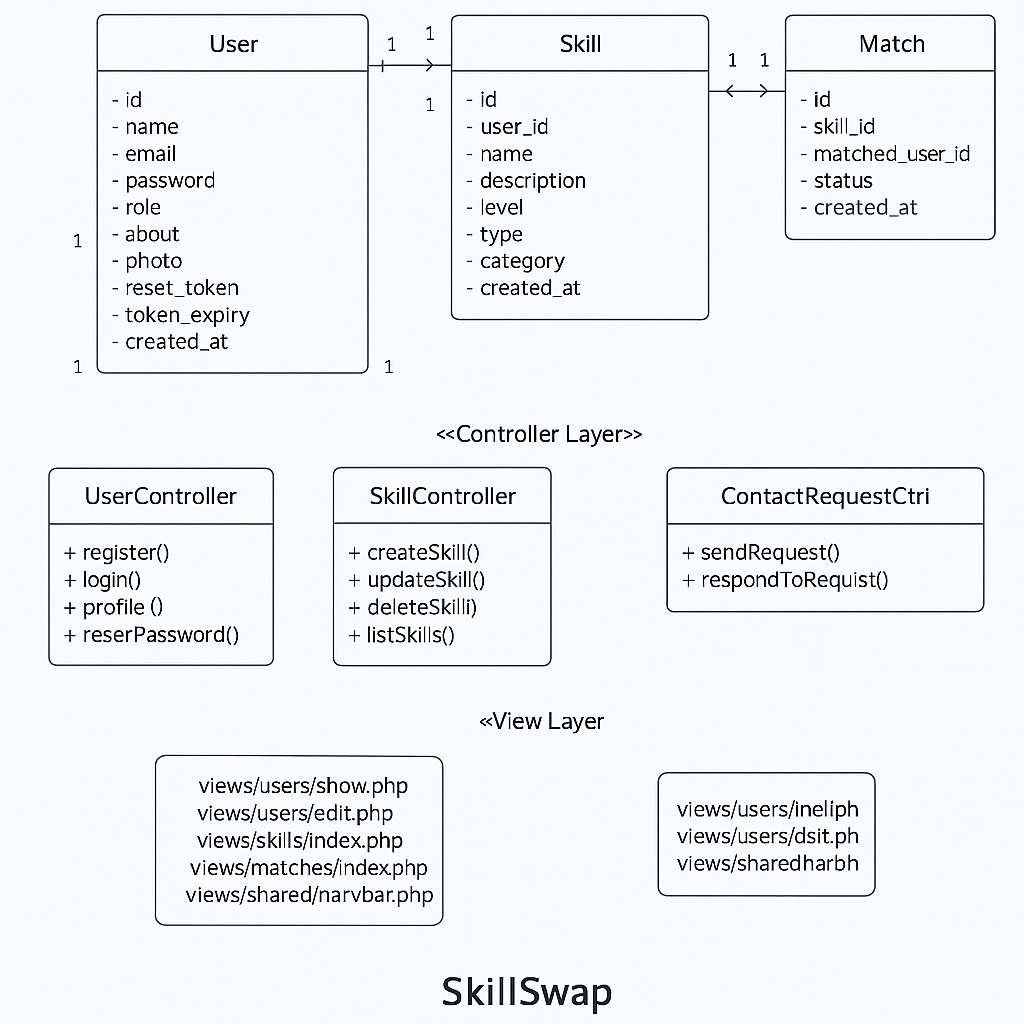 User
1
1
Skill
1
1
Match
- id
- name
- email
- password
- role
- about
- photo
- reset_token
- token_expiry
- created_at
1
1
1
1
- id
- user_id
- name
- description
- level
- type
- category
- created_at
- id
- skill_id
- matched_user_id
- status
- created_at
<<Controller Layer>>
UserController
+ register()
+ login()
+ profile ()
+ reserPassword()
SkillController
+ createSkill()
+ updateSkill()
+ deleteSkilli)
+ listSkills()
ContactRequestCtri
+ sendRequest()
+ respondToRequist()
<<View Layer
views/users/show.php
views/users/edit.php
views/skills/index.php
views/matches/index.php
views/shared/narvbar.php
views/users/ineliph
views/users/dsit.ph
views/sharedharbh
SkillSwap